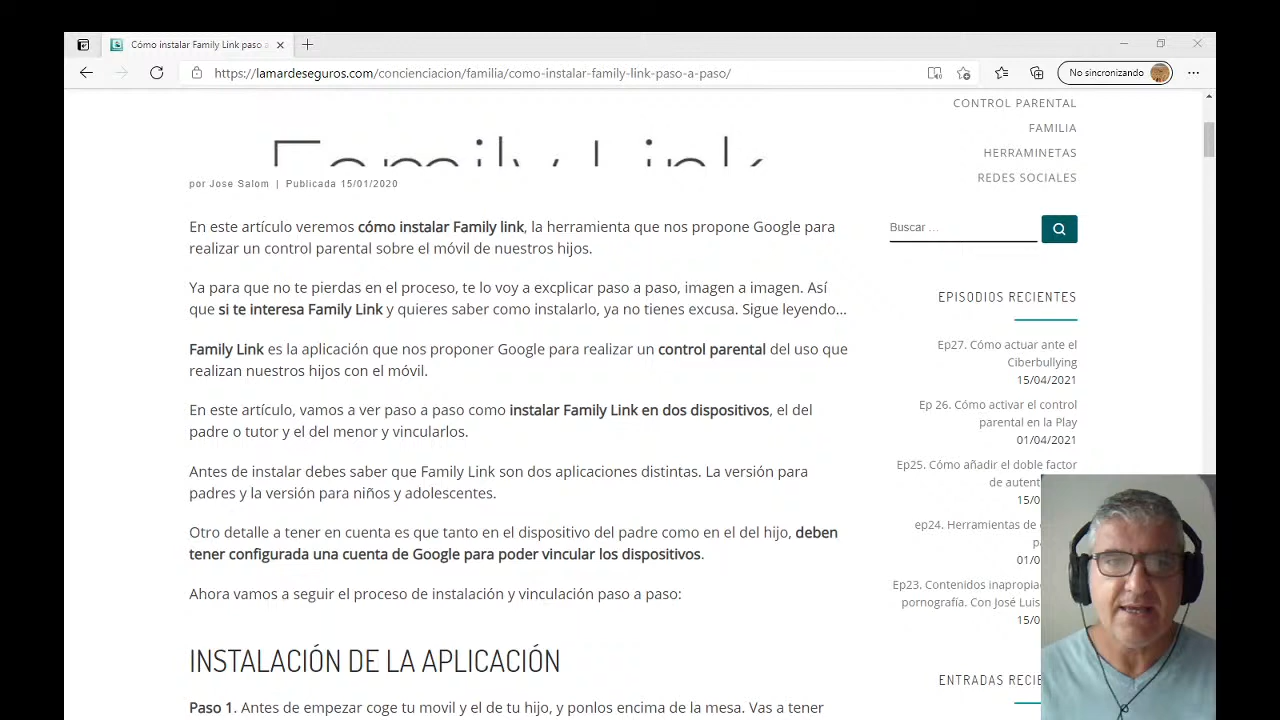 Cómo instalar Family Link paso a
https://lamardeseguros.com/concienciacion/familia/como-instalar-family-link-paso-a-paso/
No sincronizando
CONTROL PARENTAL
FAMILIA
HERRAMINETAS
REDES SOCIALES
Family Link
por Jose Salom | Publicada 15/01/2020
En este artículo veremos cómo instalar Family link, la herramienta que nos propone Google para
realizar un control parental sobre el móvil de nuestros hijos.
Ya para que no te pierdas en el proceso, te lo voy a excplicar paso a paso, imagen a imagen. Así
que si te interesa Family Link y quieres saber como instalarlo, ya no tienes excusa. Sigue leyendo...
Family Link es la aplicación que nos proponer Google para realizar un control parental del uso que
realizan nuestros hijos con el móvil.
En este artículo, vamos a ver paso a paso como instalar Family Link en dos dispositivos, el del
padre o tutor y el del menor y vincularlos.
Antes de instalar debes saber que Family Link son dos aplicaciones distintas. La versión para
padres y la versión para niños y adolescentes.
Otro detalle a tener en cuenta es que tanto en el dispositivo del padre como en el del hijo, deben
tener configurada una cuenta de Google para poder vincular los dispositivos.
Ahora vamos a seguir el proceso de instalación y vinculación paso a paso:
INSTALACIÓN DE LA APLICACIÓN
Paso 1. Antes de empezar coge tu movil y el de tu hijo, y ponlos encima de la mesa. Vas a tener
Buscar …
EPISODIOS RECIENTES
Ep27. Cómo actuar ante el
Ciberbullying
15/04/2021
Ep 26. Cómo activar el control
parental en la Play
01/04/2021
Ep25. Cómo añadir el doble factor
de autent
15/0
ep24. Herramientas de
01/0
Ep23. Contenidos inapropia
pornografía. Con José Luis
15/0
ENTRADAS RECIE